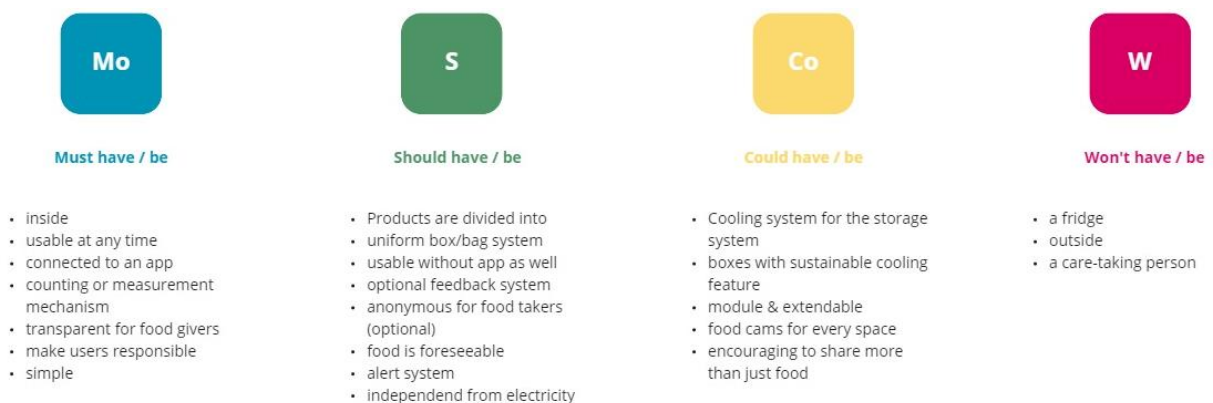 Mo
Must have / be
• inside
• usable at any time
• connected to an app
• counting or measurement
mechanism
• transparent for food givers
• make users responsible
• simple
S
Should have / be
• Products are divided into
• uniform box/bag system
• usable without app as well
• optional feedback system
• anonymous for food takers
(optional)
• food is foreseeable
• alert system
• independend from electricity
Co
Could have / be
• Cooling system for the storage
system
• boxes with sustainable cooling
feature
• module & extendable
• food cams for every space
• encouraging to share more
than just food
W
Won't have / be
• a fridge
• outside
• a care-taking person